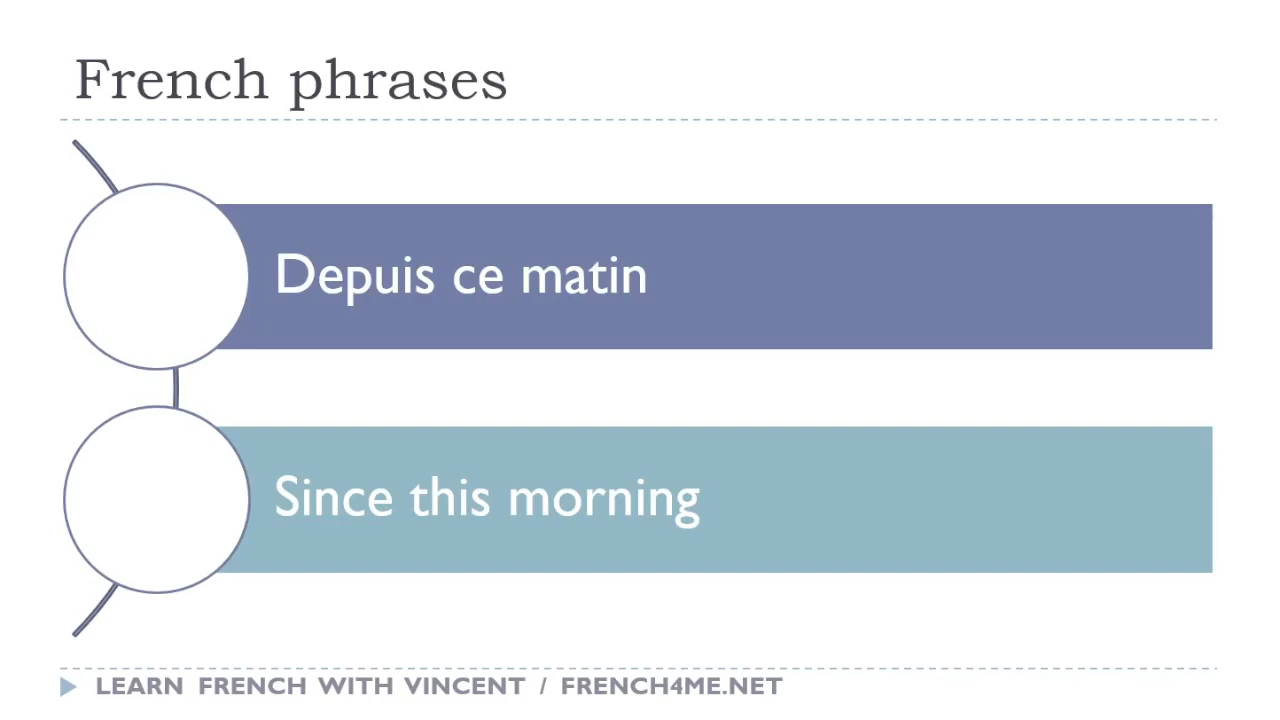 French phrases
Depuis ce matin
Since this morning
LEARN FRENCH WITH VINCENT / FRENCH4ME.NET